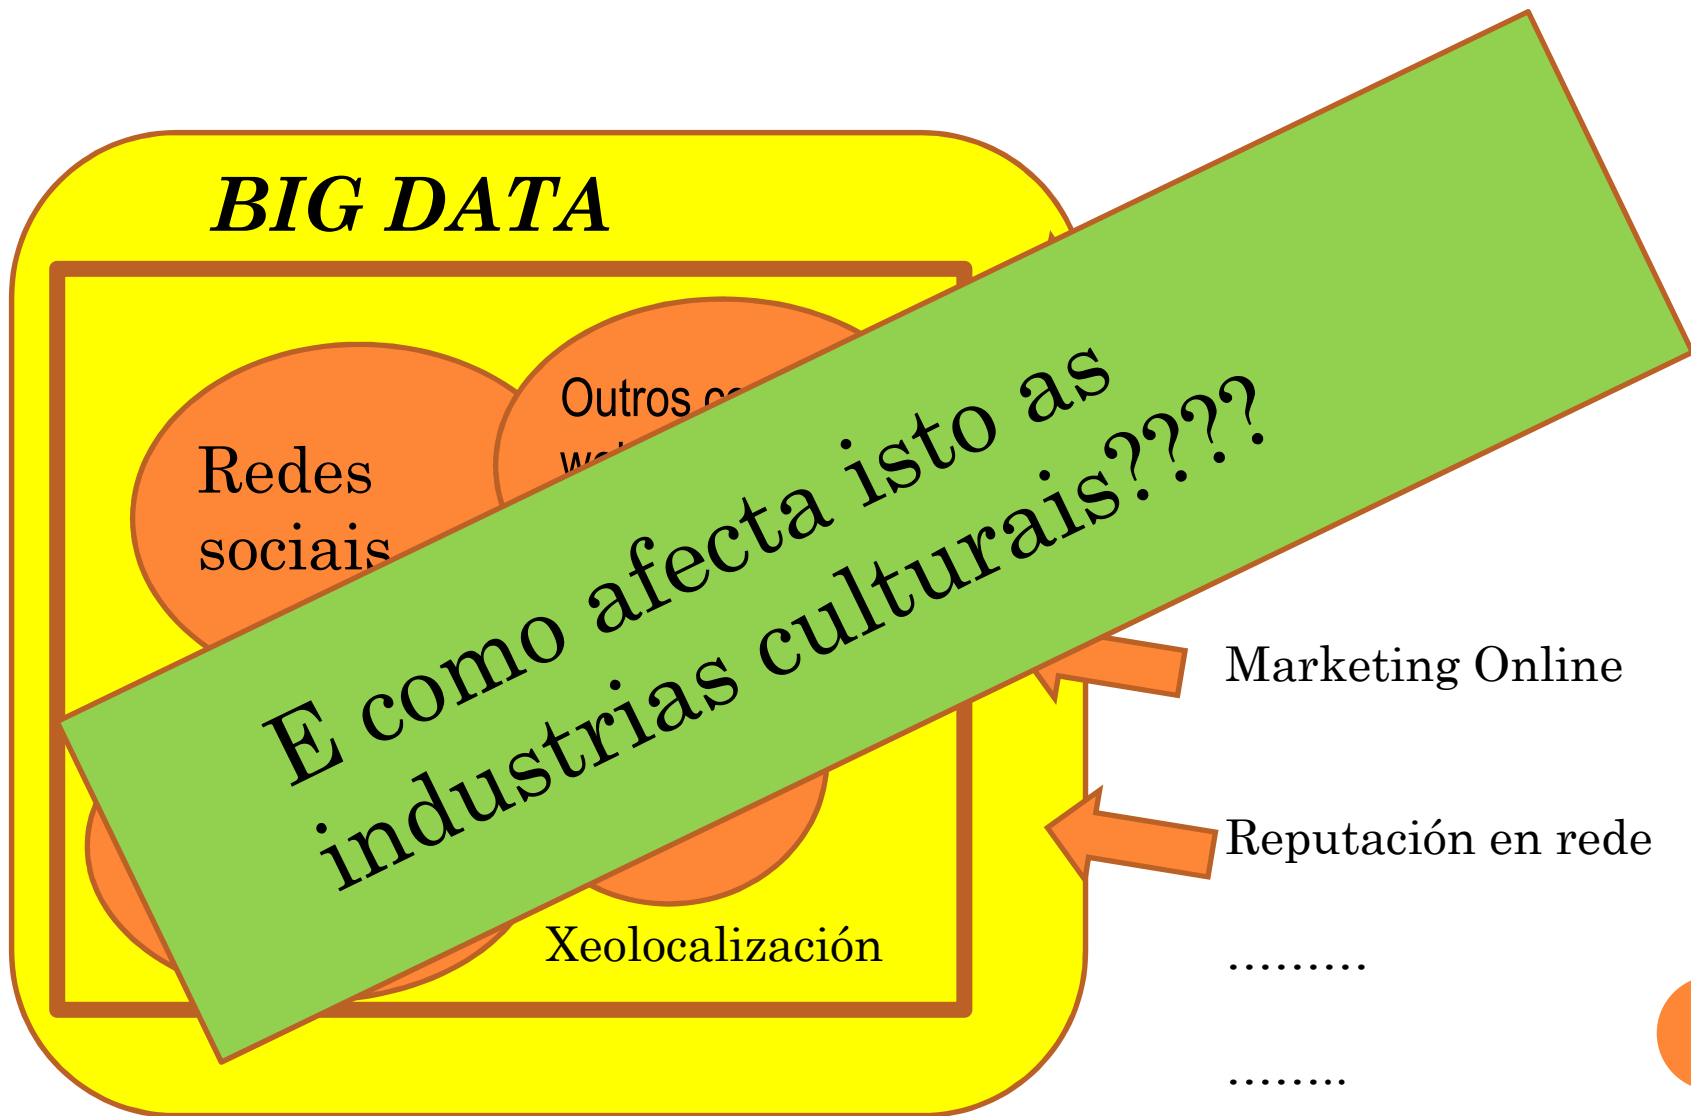 BIG DATA
Outros
Redes
sociais
E como afecta isto as
industrias culturais????
Marketing Online
Reputación en rede
Xeolocalización
.........
........